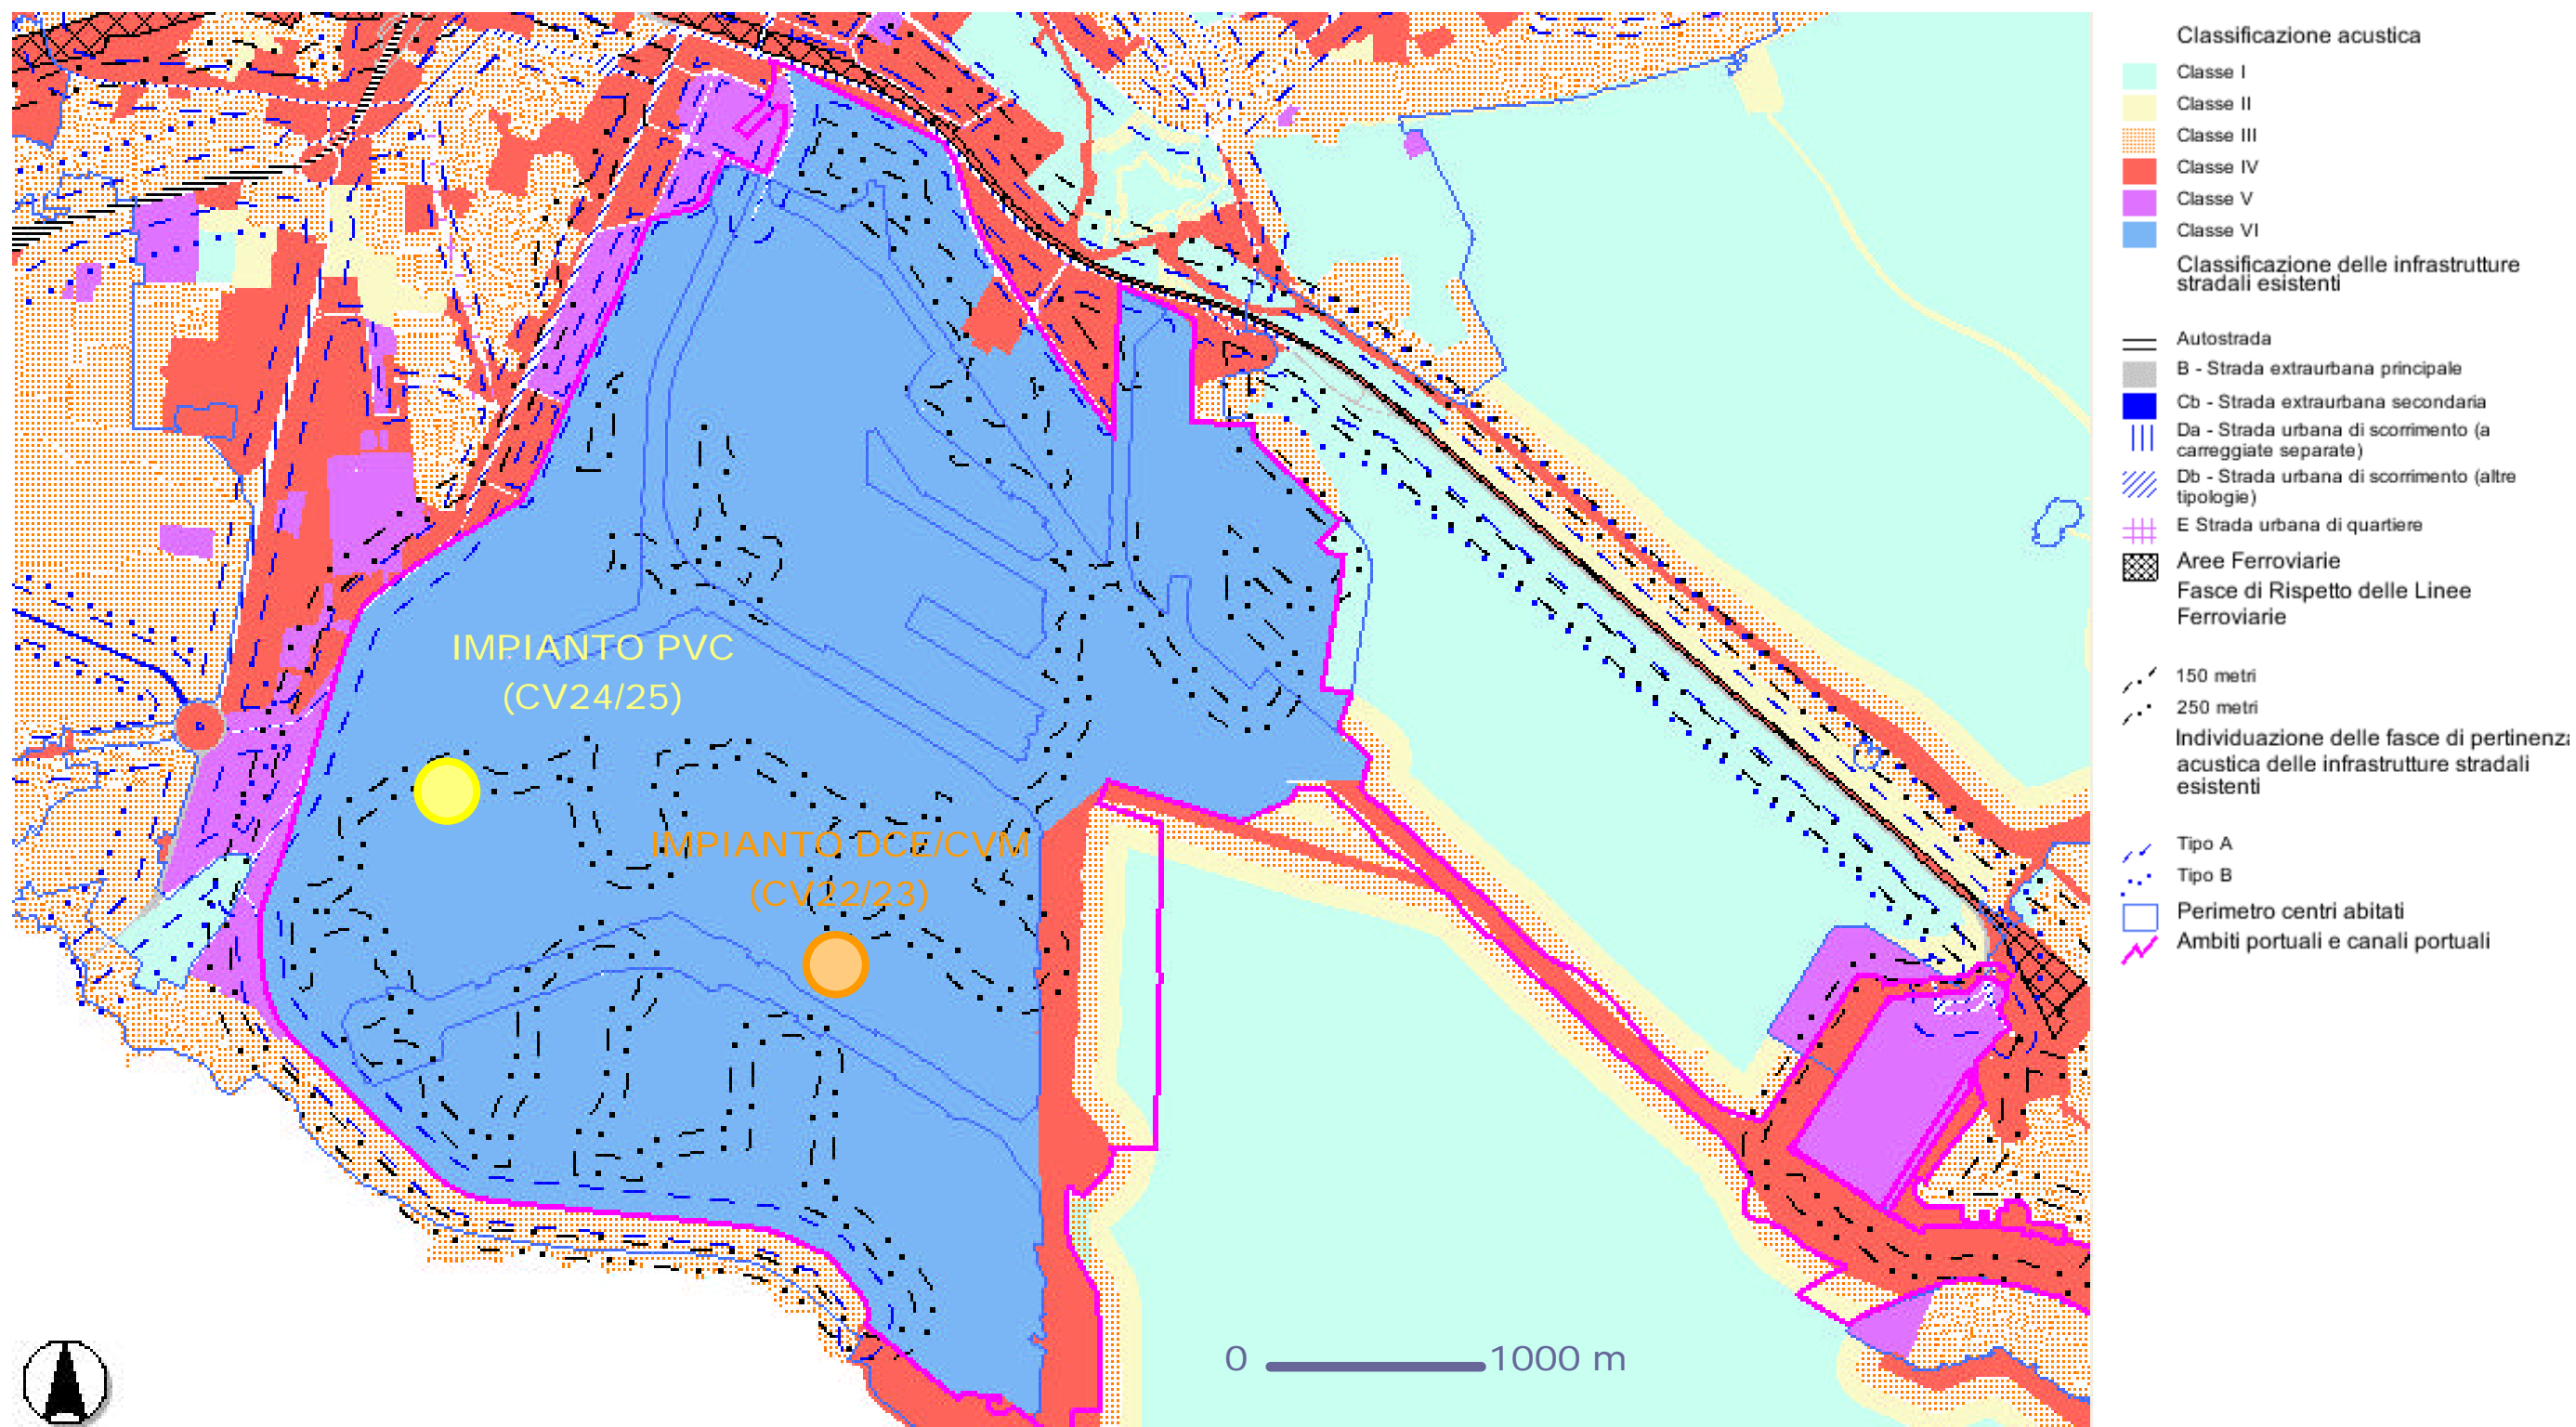 IMPIANTO PVC
(CV24/25)
IMPIANTO DCE/CVM
(CV22/23)
0 1000 m
Classificazione acustica
Classe I
Classe II
Classe III
Classe IV
Classe V
Classe VI
Classificazione delle infrastrutture
stradali esistenti
Autostrada
B - Strada extraurbana principale
Cb - Strada extraurbana secondaria
Da - Strada urbana di scorrimento (a
carreggiate separate)
Db - Strada urbana di scorrimento (altre
tipologie)
E Strada urbana di quartiere
Aree Ferroviarie
Fasce di Rispetto delle Linee
Ferroviarie
150 metri
250 metri
Individuazione delle fasce di pertinenza
acustica delle infrastrutture stradali
esistenti
Tipo A
Tipo B
Perimetro centri abitati
Ambiti portuali e canali portuali